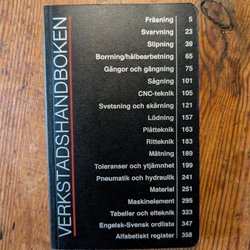 VERKSTADSHANDBOKEN
Fräsning 5
Svarvning 23
Slipning 39
Borrning/hålbearbetning 65
Gängor och gängning 75
Sågning 101
CNC-teknik 105
Svetsning och skärning 121
Lödning 157
Plåtteknik 163
Ritteknik 183
Mätning 189
Toleranser och ytjämnhet 199
Pneumatik och hydraulik 241
Material 251
Maskinelement 295
Tabeller och elteknik 323
Engelsk-Svensk ordlista 347
Alfabetiskt register 358